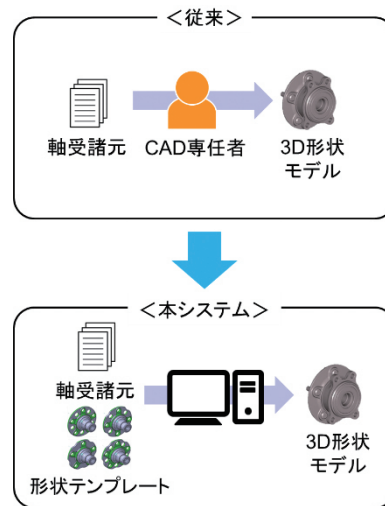 ＜従来＞
軸受諸元
CAD専任者
3D形状
モデル
＜本システム＞
軸受諸元
形状テンプレート
3D形状
モデル